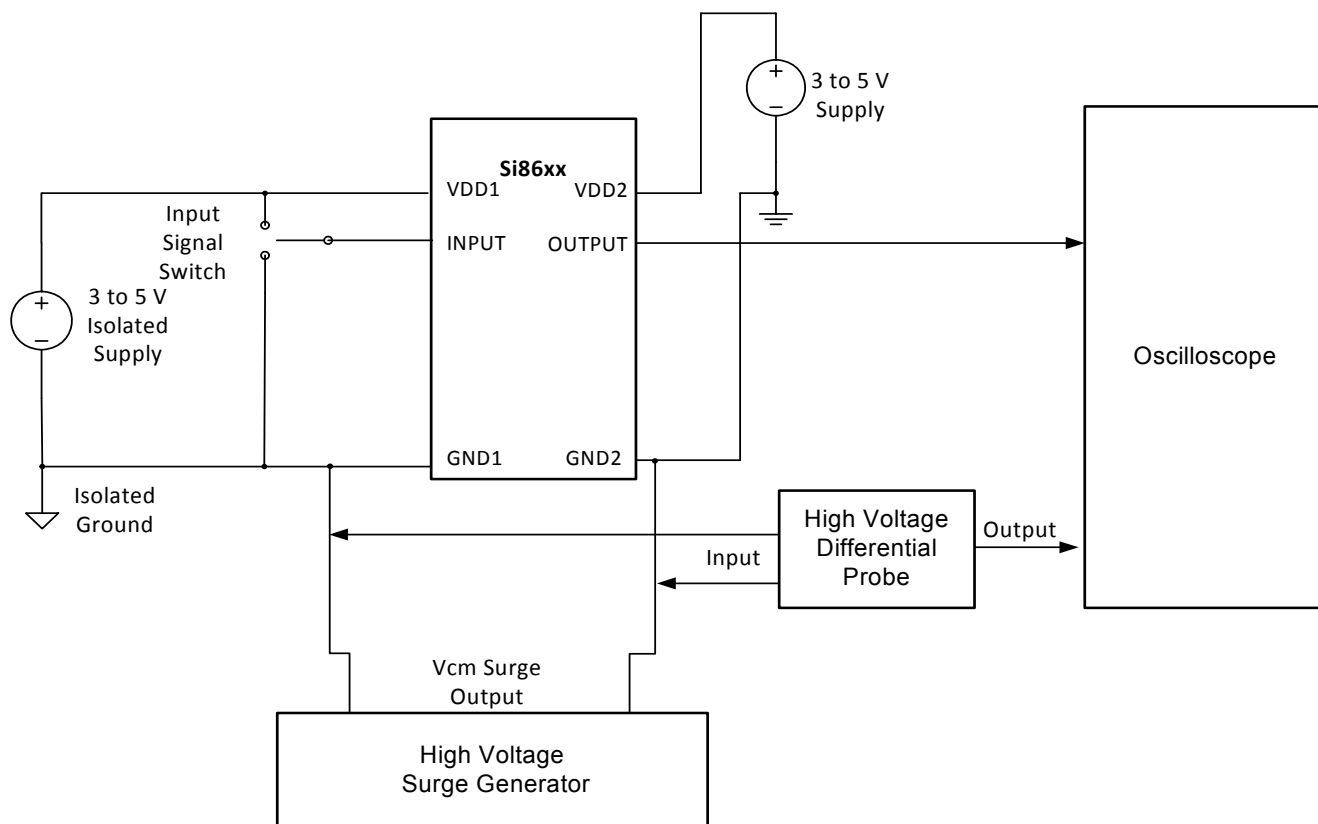 3 to 5 V
Supply
Si86xx
VDD1
VDD2
Input
Signal
Switch
INPUT
OUTPUT
3 to 5 V
Isolated
Supply
Oscilloscope
GND1
GND2
Isolated
Ground
High Voltage
Differential
Probe
Input
Output
Vcm Surge
Output
High Voltage
Surge Generator